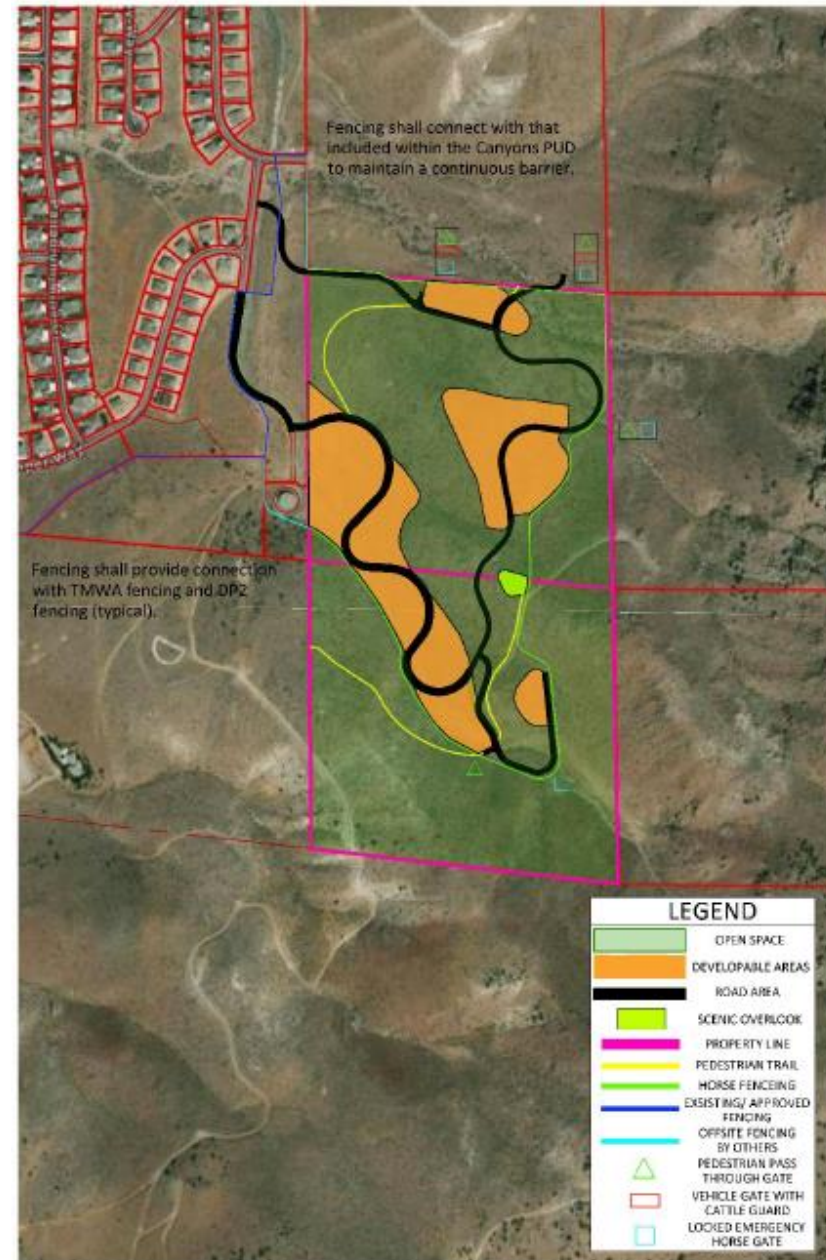 Fencing shall connect with that
included within the Canyons PUD
to maintain a continuous barrier.
Fencing shall provide connection
with TMWA fencing and DP2
fencing (typical).
LEGEND
OPEN SPACE
DEVELOPABLE AREAS
ROAD AREA
SCENIC OVERLOOK
PROPERTY LINE
PEDESTRIAN TRAIL
HORSE FENCEING
EXSISTING/ APPROVED
FENCING
OFFSITE FENCING
BY OTHERS
PEDESTRIAN PASS
THROUGH GATE
VEHICLE GATE WITH
CATTLE GUARD
LOCKED EMERGENCY
HORSE GATE